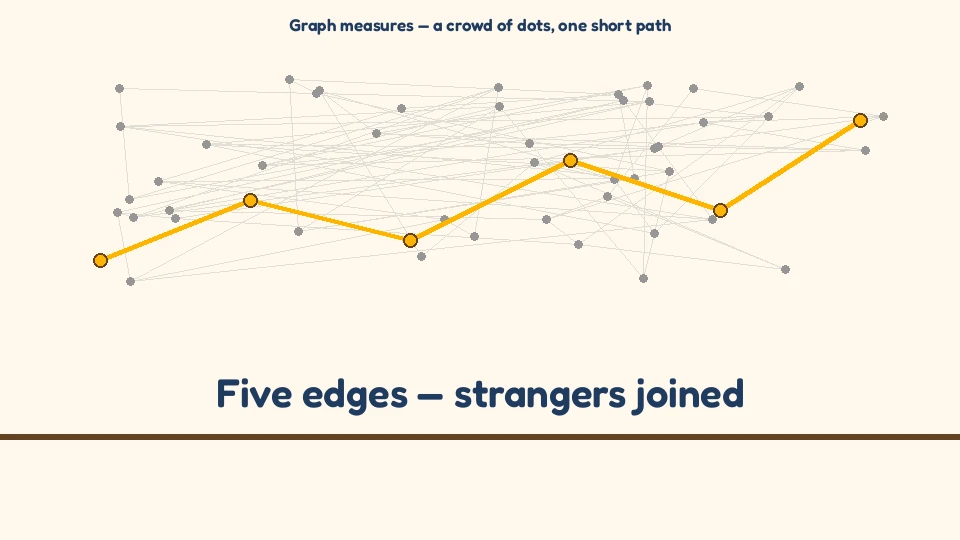 Graph measures — a crowd of dots, one short path
Five edges — strangers joined